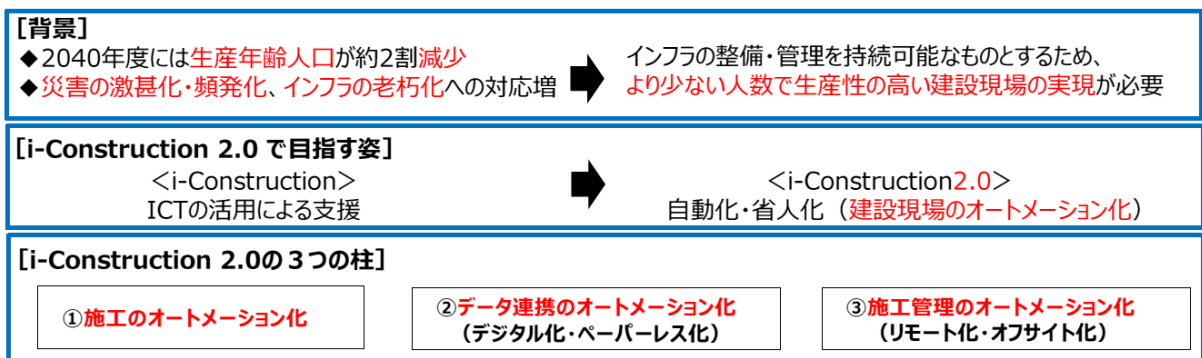 ［背景］
◆2040年度には生産年齢人口が約2割減少
◆災害の激甚化・頻発化、インフラの老朽化への対応増
インフラの整備・管理を持続可能なものとするため、
より少ない人数で生産性の高い建設現場の実現が必要
［i-Construction 2.0 で目指す姿］
＜i-Construction＞
ICTの活用による支援
＜i-Construction2.0＞
自動化・省人化（建設現場のオートメーション化）
［i-Construction 2.0の３つの柱］
①施工のオートメーション化
②データ連携のオートメーション化
（デジタル化・ペーパーレス化）
③施工管理のオートメーション化
（リモート化・オフサイト化）